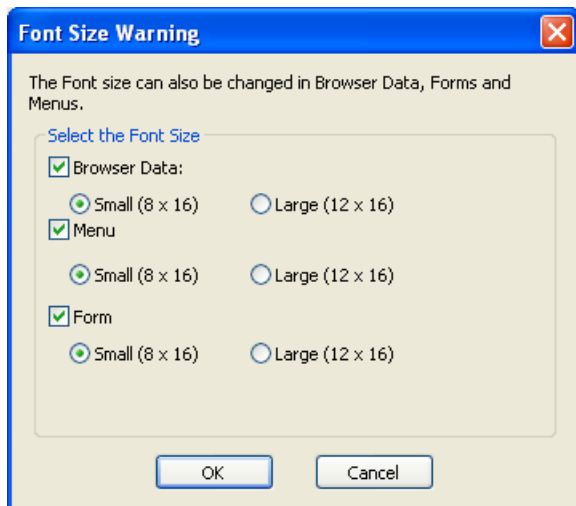 Font Size Warning
The Font size can also be changed in Browser Data, Forms and
Menus.
Select the Font Size
Browser Data:
Small (8 x 16) Large (12 x 16)
Menu
Small (8 x 16) Large (12 x 16)
Form
Small (8 x 16) Large (12 x 16)
OK Cancel